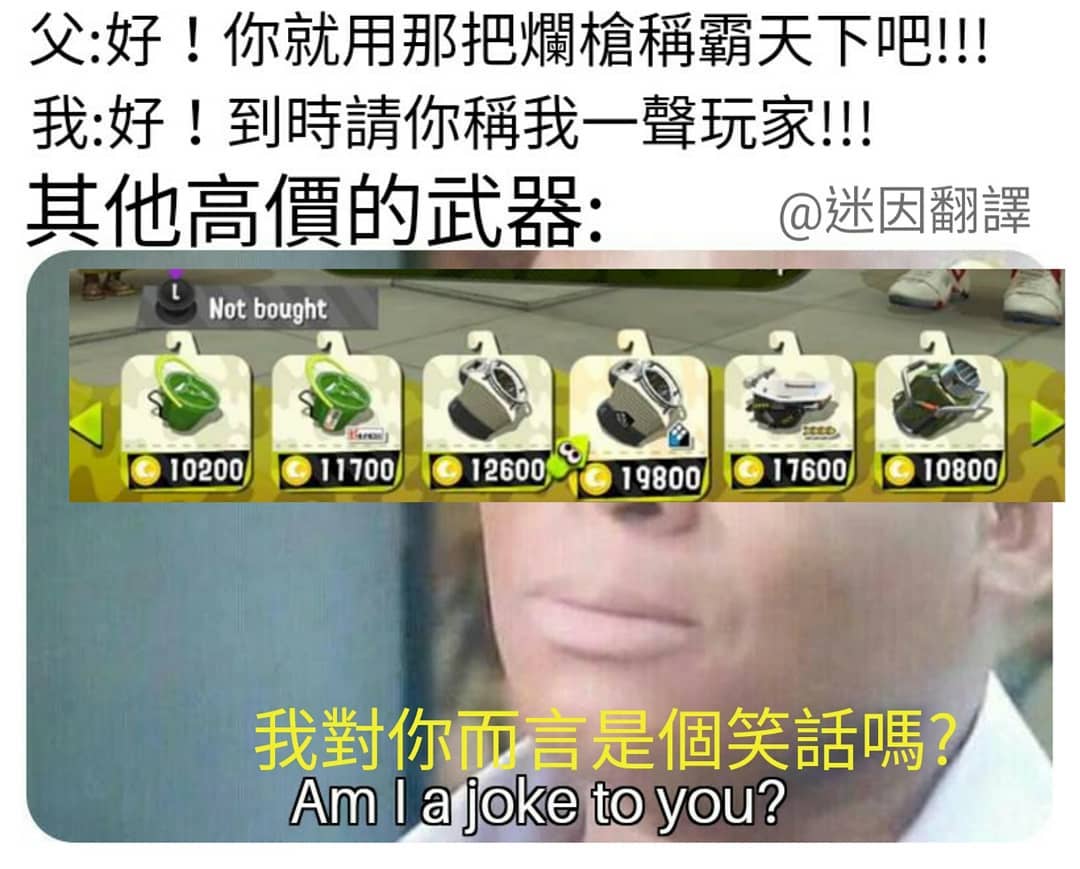 父:好！你就用那把爛槍稱霸天下吧!!!
我:好！到時請你稱我一聲玩家!!!
其他高價的武器:
@迷因翻譯
L Not bought
10200 11700 12600 19800 17600 10800
我對你而言是個笑話嗎?
Am I a joke to you?